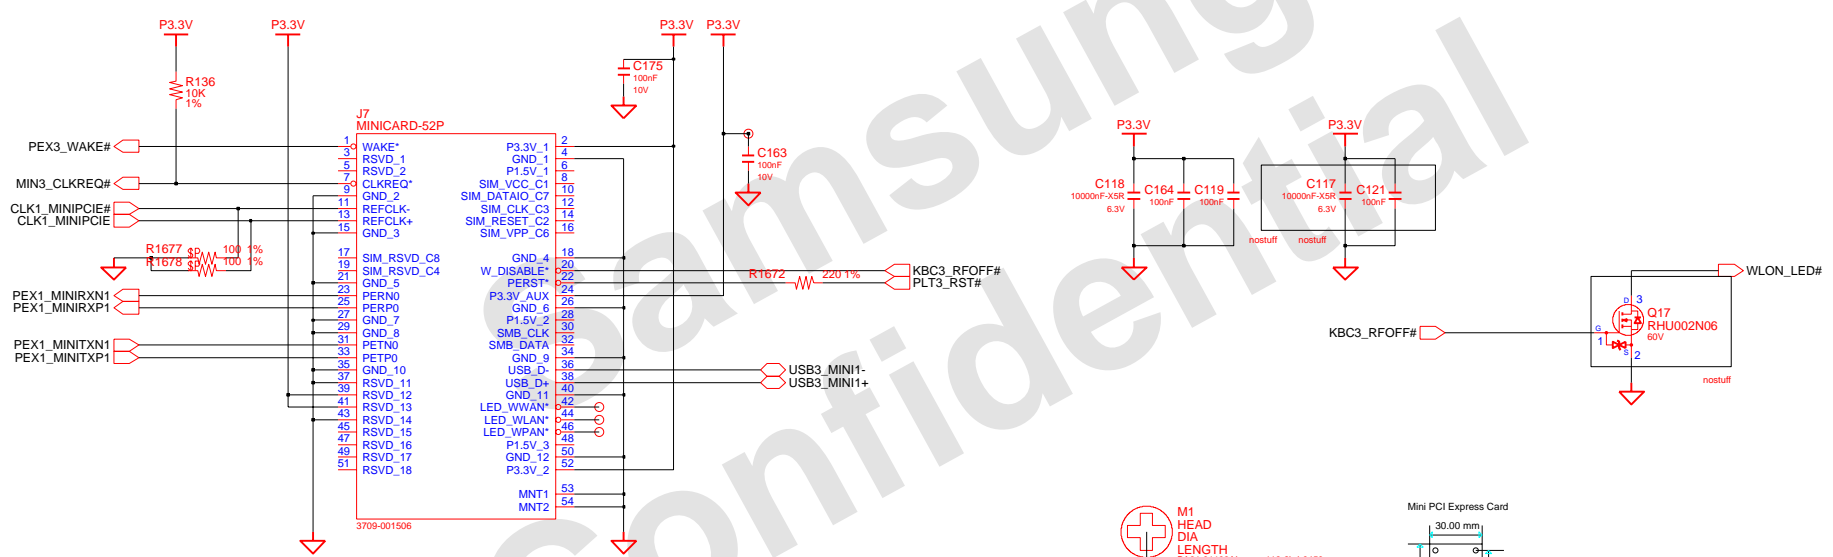 P3.3V
P3.3V
P3.3V
P3.3V
R136
10K
1%
C175
100nF
10V
C163
100nF
10V
J7
MINICARD-52P
PEX3_WAKE#
MIN3_CLKREQ#
CLK1_MINIPCIE#
CLK1_MINIPCIE
R1677 SP 100 1%
R1678 SP 100 1%
PEX1_MINIRXN1
PEX1_MINIRXP1
PEX1_MINITXN1
PEX1_MINITXP1
1 WAKE*
3 RSVD_1
5 RSVD_2
7 CLKREQ*
9 GND_2
11 REFCLK-
13 REFCLK+
15 GND_3
17 SIM_RSVD_C8
19 SIM_RSVD_C4
21 GND_5
23 PERN0
25 PERP0
27 GND_7
29 GND_8
31 PETN0
33 PETP0
35 GND_10
37 RSVD_11
39 RSVD_12
41 RSVD_13
43 RSVD_14
45 RSVD_15
47 RSVD_16
49 RSVD_17
51 RSVD_18
P3.3V_1 2
GND_1 4
P1.5V_1 6
SIM_VCC_C1 8
SIM_DATAIO_C7 10
SIM_CLK_C3 12
SIM_RESET_C2 14
SIM_VPP_C6 16
GND_4 18
W_DISABLE* 20
PERST* 22
P3.3V_AUX 24
GND_6 26
P1.5V_2 28
SMB_CLK 30
SMB_DATA 32
GND_9 34
USB_D- 36
USB_D+ 38
GND_11 40
LED_WWAN* 42
LED_WLAN* 44
LED_WPAN* 46
P1.5V_3 48
GND_12 50
P3.3V_2 52
MNT1 53
MNT2 54
3709-001506
R1672 220 1%
KBC3_RFOFF#
PLT3_RST#
USB3_MINI1-
USB3_MINI1+
P3.3V
C118
10000nF-X5R
6.3V
C164
100nF
C119
100nF
P3.3V
C117
10000nF-X5R
6.3V
C121
100nF
nostuff
nostuff
WLON_LED#
KBC3_RFOFF#
D 3
G
1
S
2
Q17
RHU002N06
60V
nostuff
M1
HEAD
DIA
LENGTH
Mini PCI Express Card
30.00 mm
Samsung
Confidential